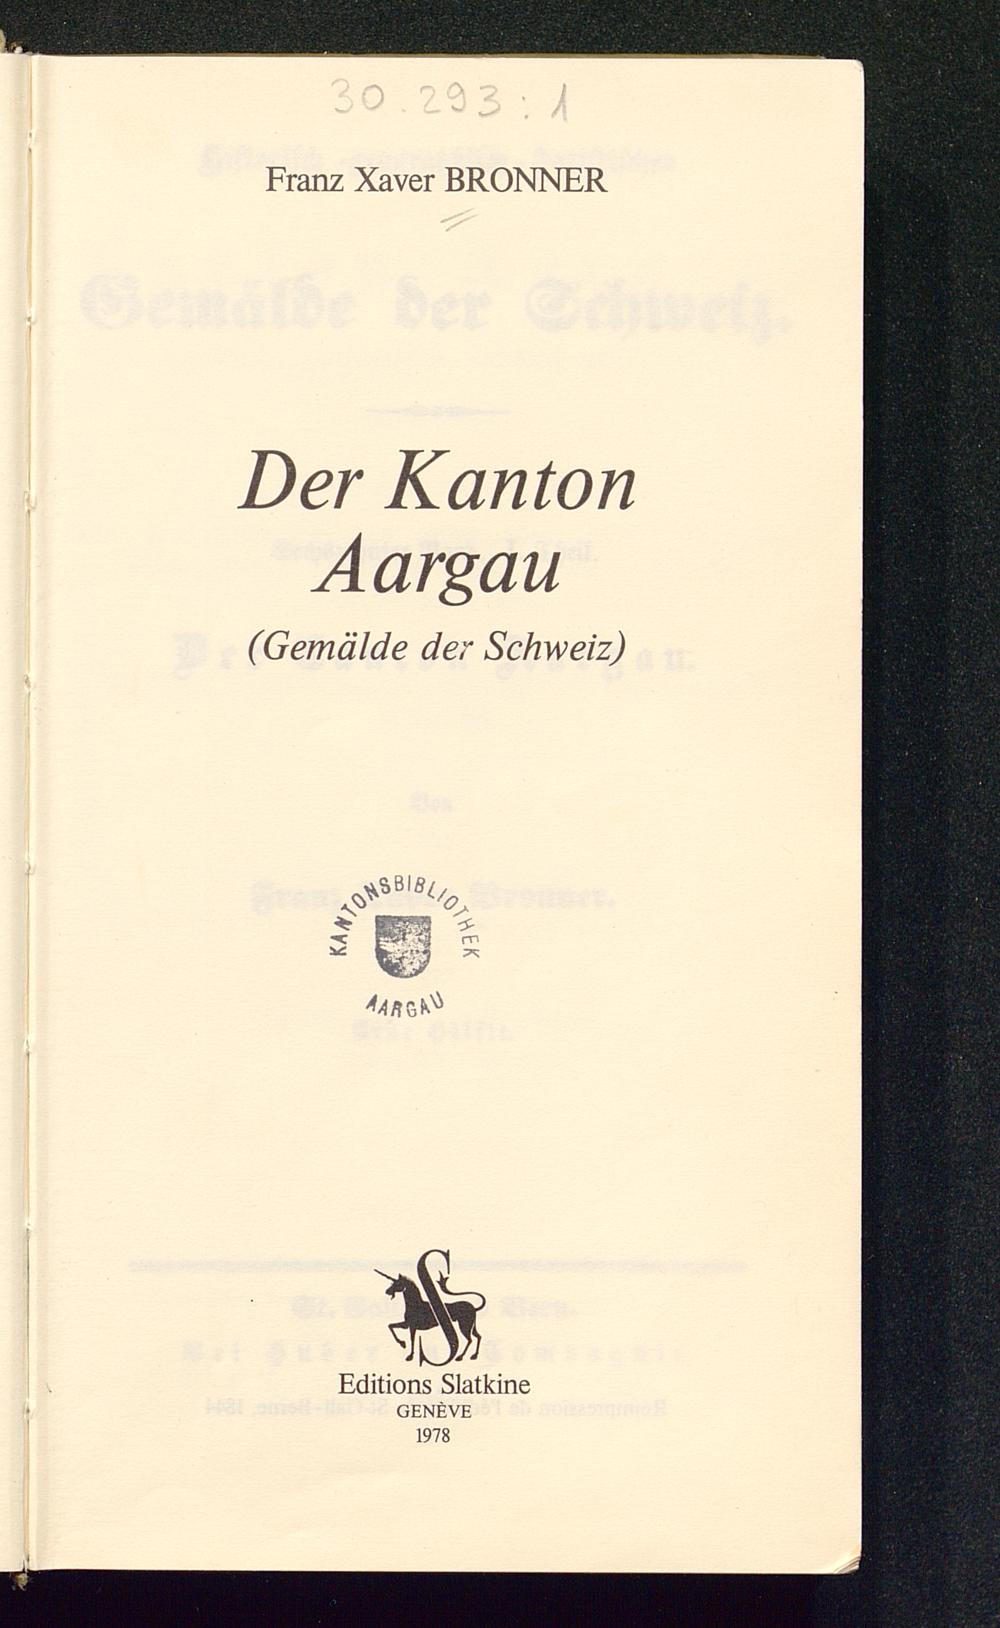 30.293:1
Franz Xaver BRONNER
Der Kanton
Aargau
(Gemälde der Schweiz)
KANTONSBIBLIOTHEK
AARGAU
S
Editions Slatkine
GENÈVE
1978